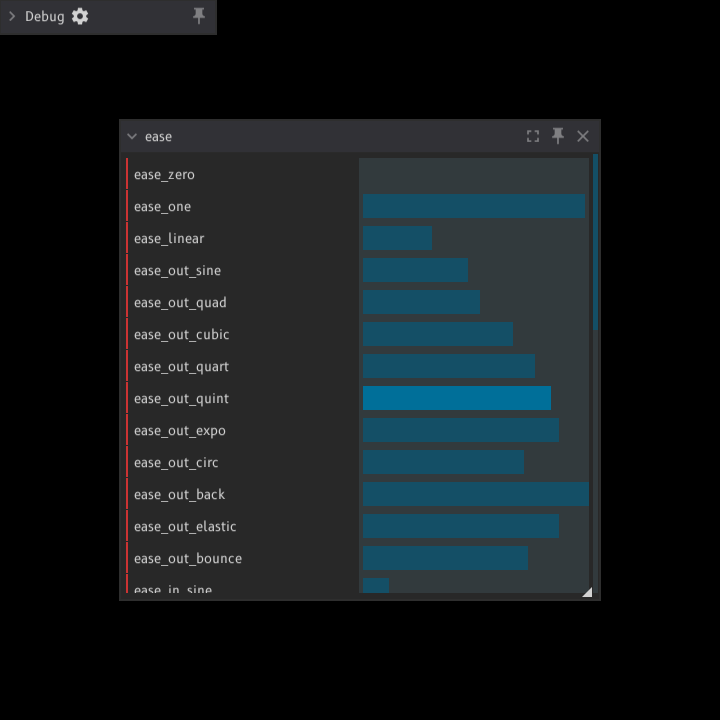 Debug
ease
ease_zero
ease_one
ease_linear
ease_out_sine
ease_out_quad
ease_out_cubic
ease_out_quart
ease_out_quint
ease_out_expo
ease_out_circ
ease_out_back
ease_out_elastic
ease_out_bounce
ease_in_sine